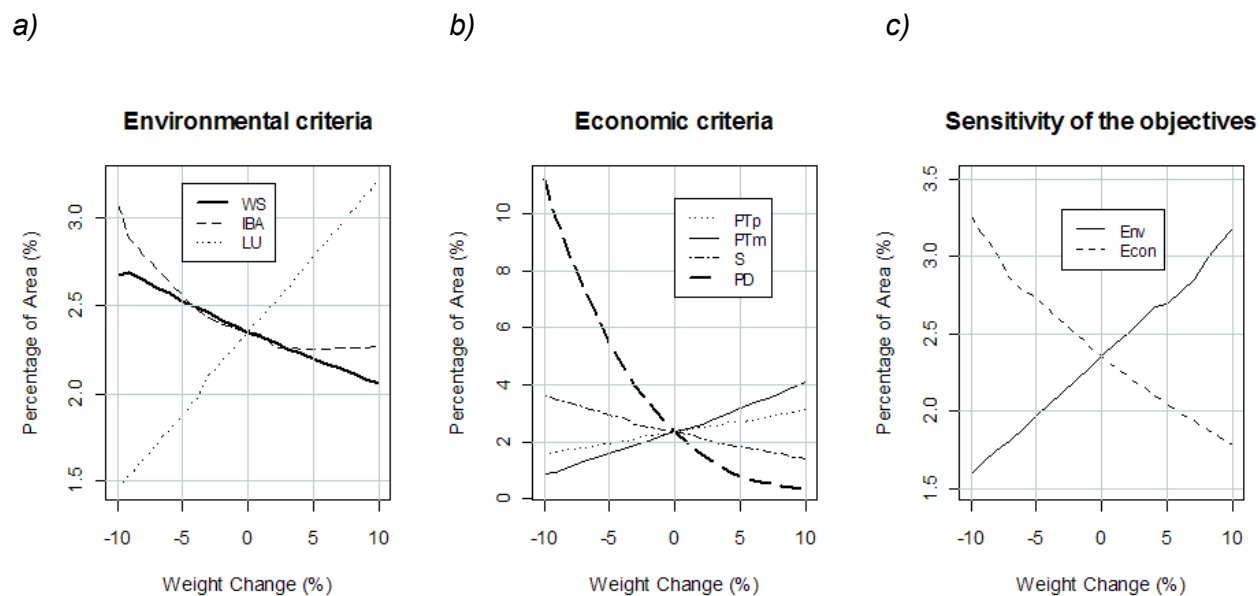 a)
b)
c)
Environmental criteria
Economic criteria
Sensitivity of the objectives
Percentage of Area (%)
3.0
2.5
2.0
1.5
WS
IBA
LU
-10 -5 0 5 10
Weight Change (%)
Percentage of Area (%)
10
8
6
4
2
0
PTp
PTm
S
PD
-10 -5 0 5 10
Weight Change (%)
Percentage of Area (%)
3.5
3.0
2.5
2.0
1.5
Env
Econ
-10 -5 0 5 10
Weight Change (%)